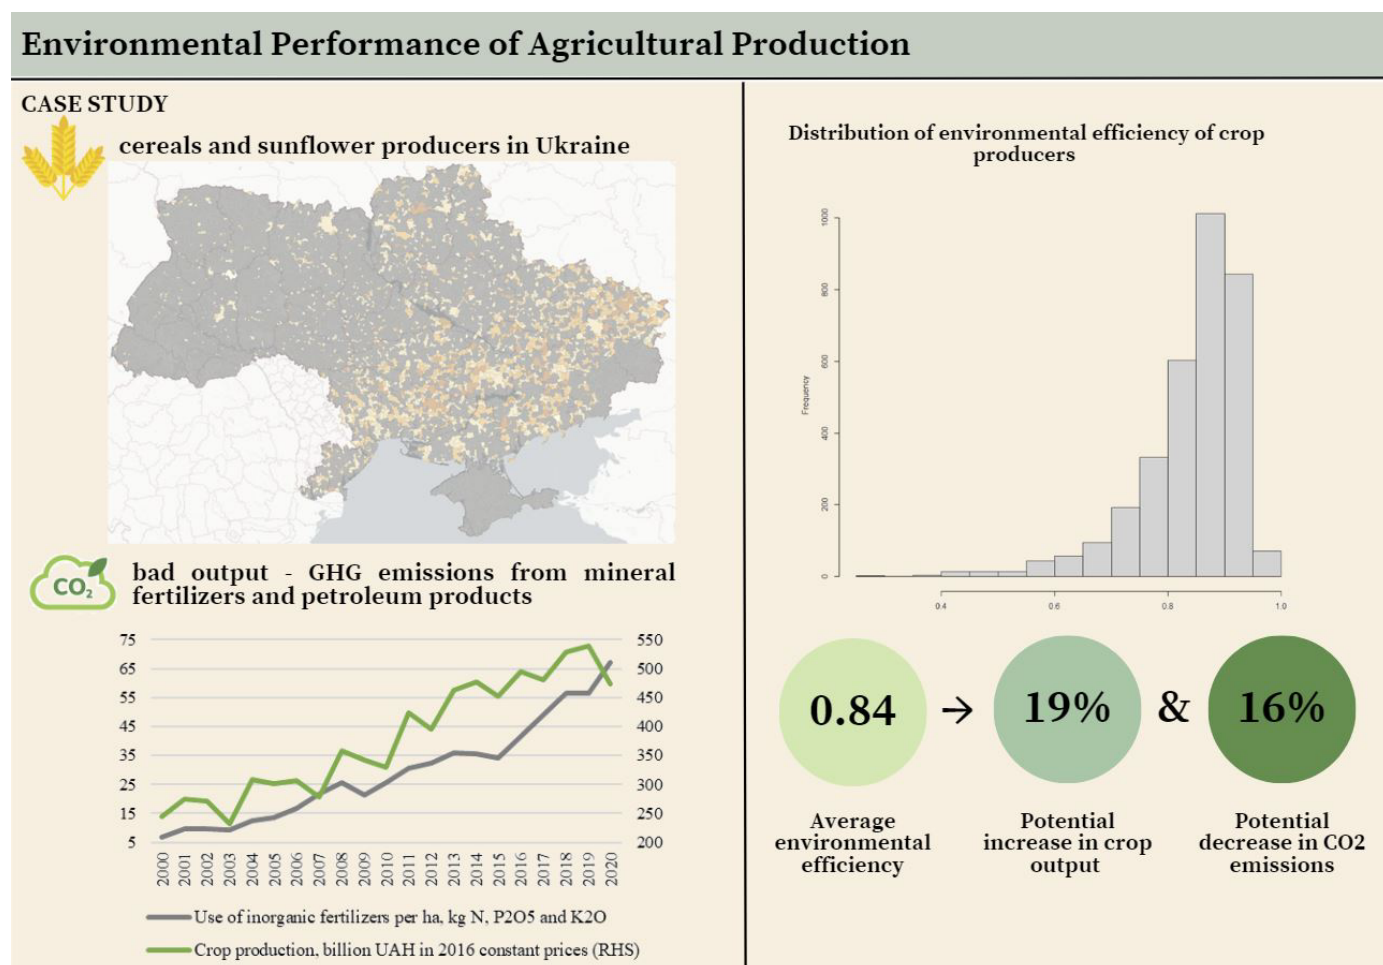 Environmental Performance of Agricultural Production
CASE STUDY
cereals and sunflower producers in Ukraine
CO2
bad output - GHG emissions from mineral
fertilizers and petroleum products
75
65
55
45
35
25
15
5
550
500
450
400
350
300
250
200
2000
2001
2002
2003
2004
2005
2006
2007
2008
2009
2010
2011
2012
2013
2014
2015
2016
2017
2018
2019
2020
Use of inorganic fertilizers per ha, kg N, P2O5 and K2O
Crop production, billion UAH in 2016 constant prices (RHS)
Distribution of environmental efficiency of crop
producers
Frequency
1000
800
600
400
200
0
0.4
0.6
0.8
1.0
0.84 → 19% & 16%
Average
environmental
efficiency
Potential
increase in crop
output
Potential
decrease in CO2
emissions